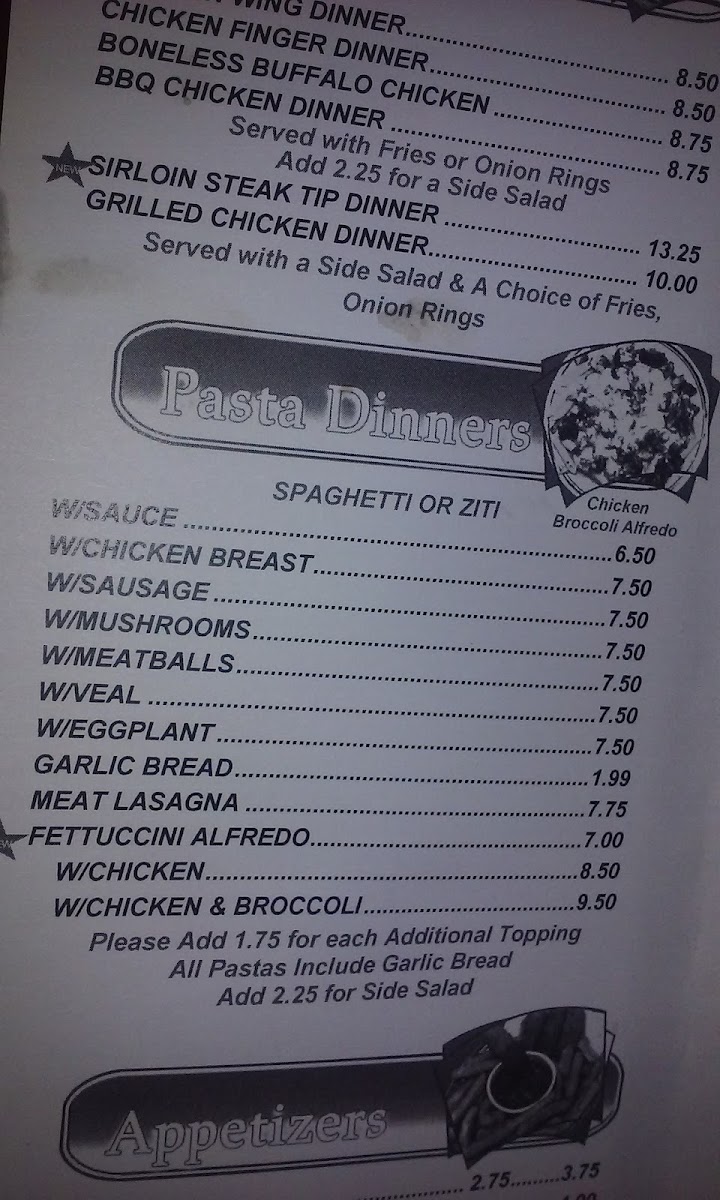 WING DINNER 8.50
CHICKEN FINGER DINNER 8.50
BONELESS BUFFALO CHICKEN 8.75
BBQ CHICKEN DINNER 8.75
Served with Fries or Onion Rings
Add 2.25 for a Side Salad
NEW SIRLOIN STEAK TIP DINNER 13.25
GRILLED CHICKEN DINNER 10.00
Served with a Side Salad & A Choice of Fries,
Onion Rings
Pasta Dinners
Chicken
Broccoli Alfredo
SPAGHETTI OR ZITI
W/SAUCE 6.50
W/CHICKEN BREAST 7.50
W/SAUSAGE 7.50
W/MUSHROOMS 7.50
W/MEATBALLS 7.50
W/VEAL 7.50
W/EGGPLANT 7.50
GARLIC BREAD 1.99
MEAT LASAGNA 7.75
FETTUCCINI ALFREDO 7.00
W/CHICKEN 8.50
W/CHICKEN & BROCCOLI 9.50
Please Add 1.75 for each Additional Topping
All Pastas Include Garlic Bread
Add 2.25 for Side Salad
Appetizers
2.75 3.75